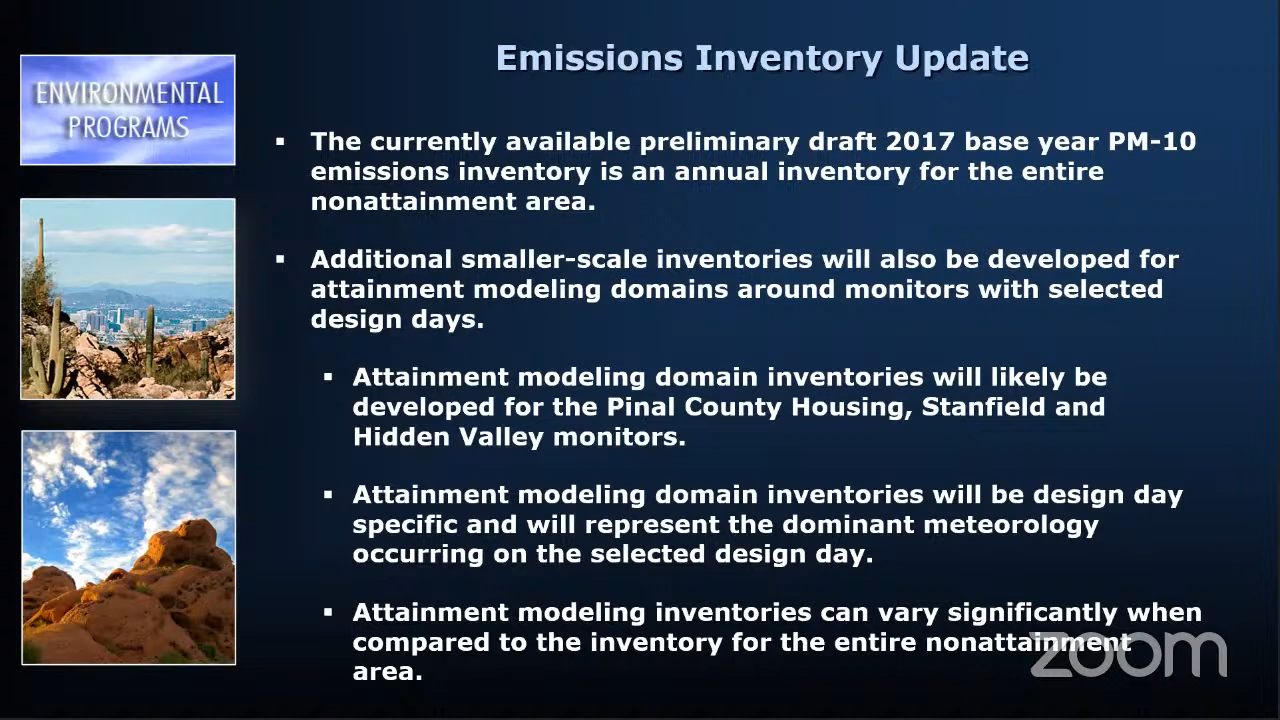 Emissions Inventory Update
ENVIRONMENTAL
PROGRAMS
▪ The currently available preliminary draft 2017 base year PM-10
emissions inventory is an annual inventory for the entire
nonattainment area.
▪ Additional smaller-scale inventories will also be developed for
attainment modeling domains around monitors with selected
design days.
▪ Attainment modeling domain inventories will likely be
developed for the Pinal County Housing, Stanfield and
Hidden Valley monitors.
▪ Attainment modeling domain inventories will be design day
specific and will represent the dominant meteorology
occurring on the selected design day.
▪ Attainment modeling inventories can vary significantly when
compared to the inventory for the entire nonattainment
area.
zoom